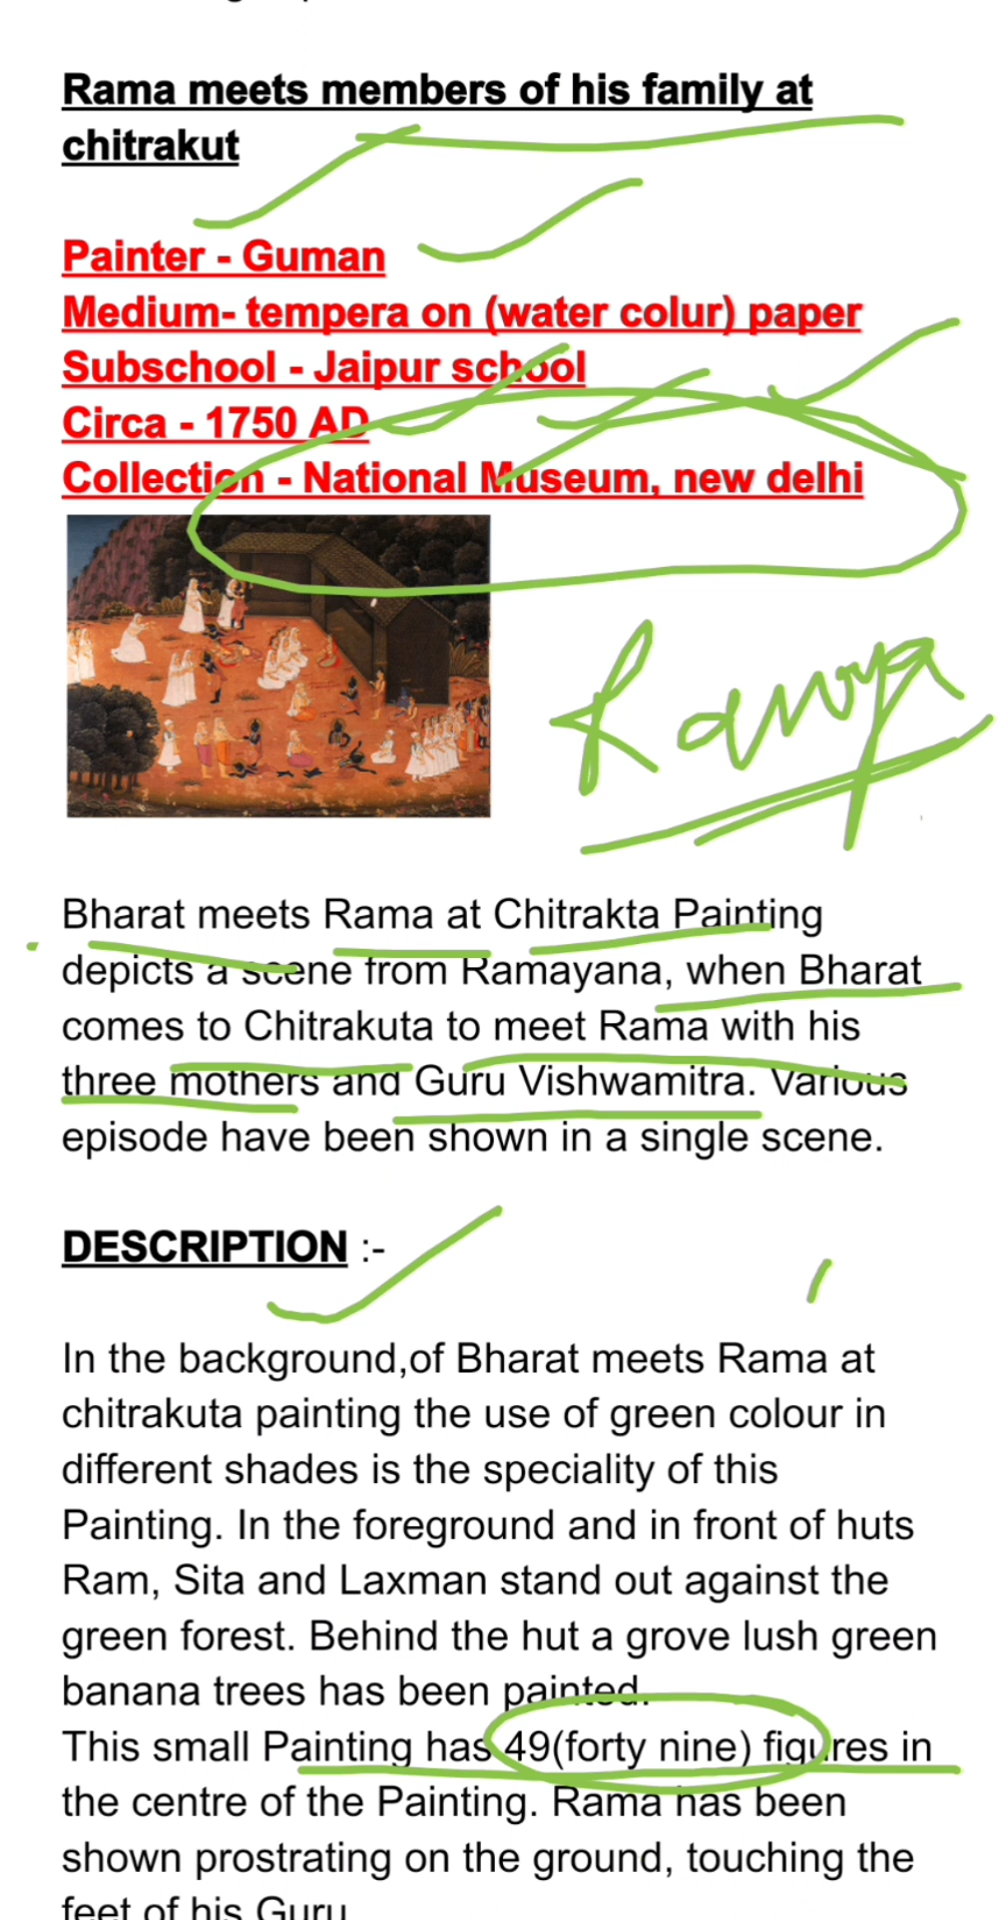 Rama meets members of his family at
chitrakut
Painter - Guman
Medium- tempera on (water colur) paper
Subschool - Jaipur school
Circa - 1750 AD
Collection - National Museum, new delhi
Bharat meets Rama at Chitrakta Painting
depicts a scene from Ramayana, when Bharat
comes to Chitrakuta to meet Rama with his
three mothers and Guru Vishwamitra. Various
episode have been shown in a single scene.
DESCRIPTION :-
In the background,of Bharat meets Rama at
chitrakuta painting the use of green colour in
different shades is the speciality of this
Painting. In the foreground and in front of huts
Ram, Sita and Laxman stand out against the
green forest. Behind the hut a grove lush green
banana trees has been painted.
This small Painting has 49(forty nine) figures in
the centre of the Painting. Rama has been
shown prostrating on the ground, touching the
feet of his Guru